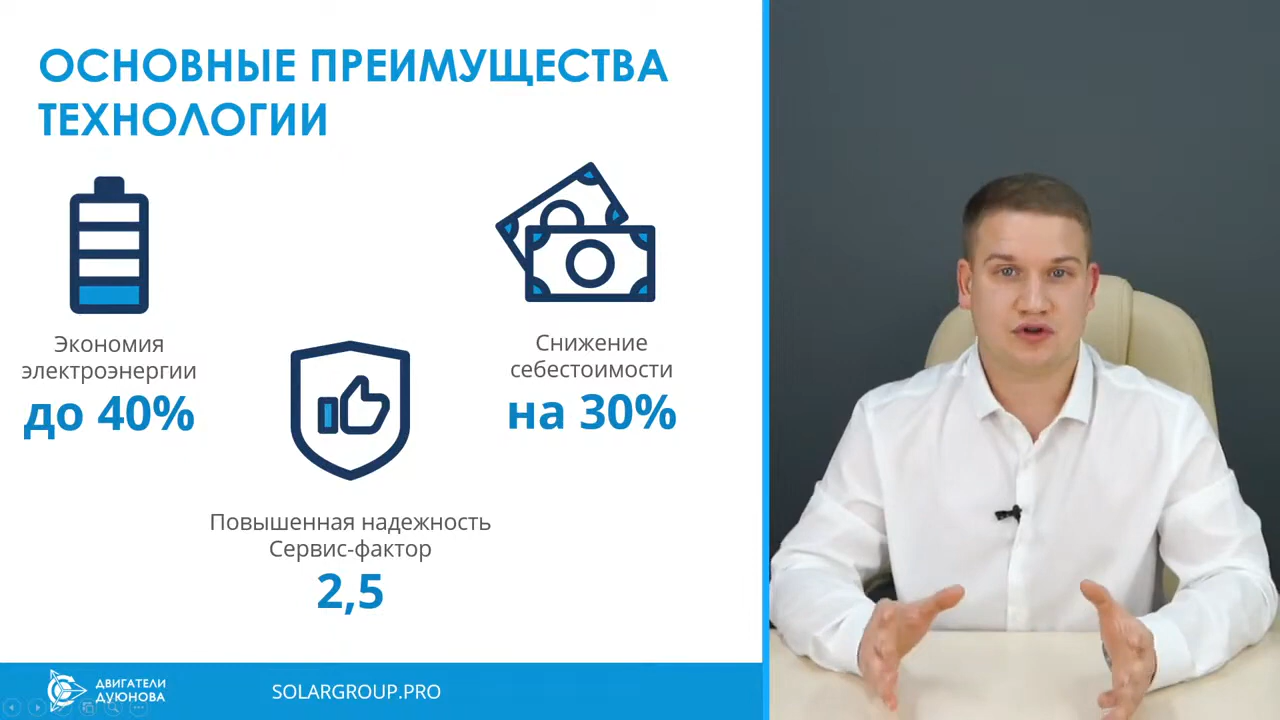 ОСНОВНЫЕ ПРЕИМУЩЕСТВА
ТЕХНОЛОГИИ
Экономия
электроэнергии
до 40%
Снижение
себестоимости
на 30%
Повышенная надежность
Сервис-фактор
2,5
ДВИГАТЕЛИ
ДУЮНОВА
SOLARGROUP.PRO